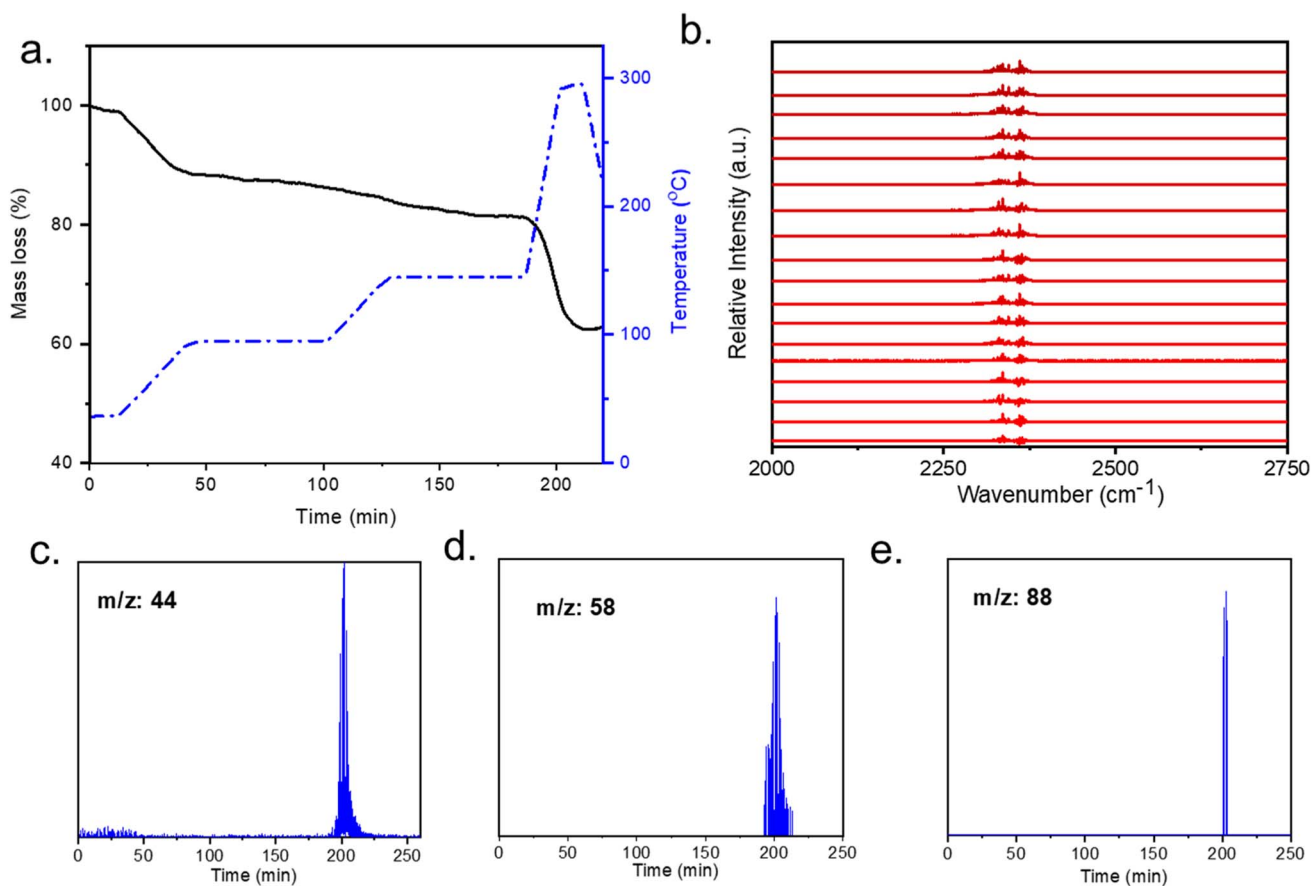 a.
100
80
60
40
Mass loss (%)
0
50
100
150
200
Time (min)
300
200
100
0
Temperature (°C)
b.
Relative Intensity (a.u.)
2000
2250
2500
2750
Wavenumber (cm⁻¹)
c.
m/z: 44
0 50 100 150 200 250
Time (min)
d.
m/z: 58
0 50 100 150 200 250
Time (min)
e.
m/z: 88
0 50 100 150 200 250
Time (min)